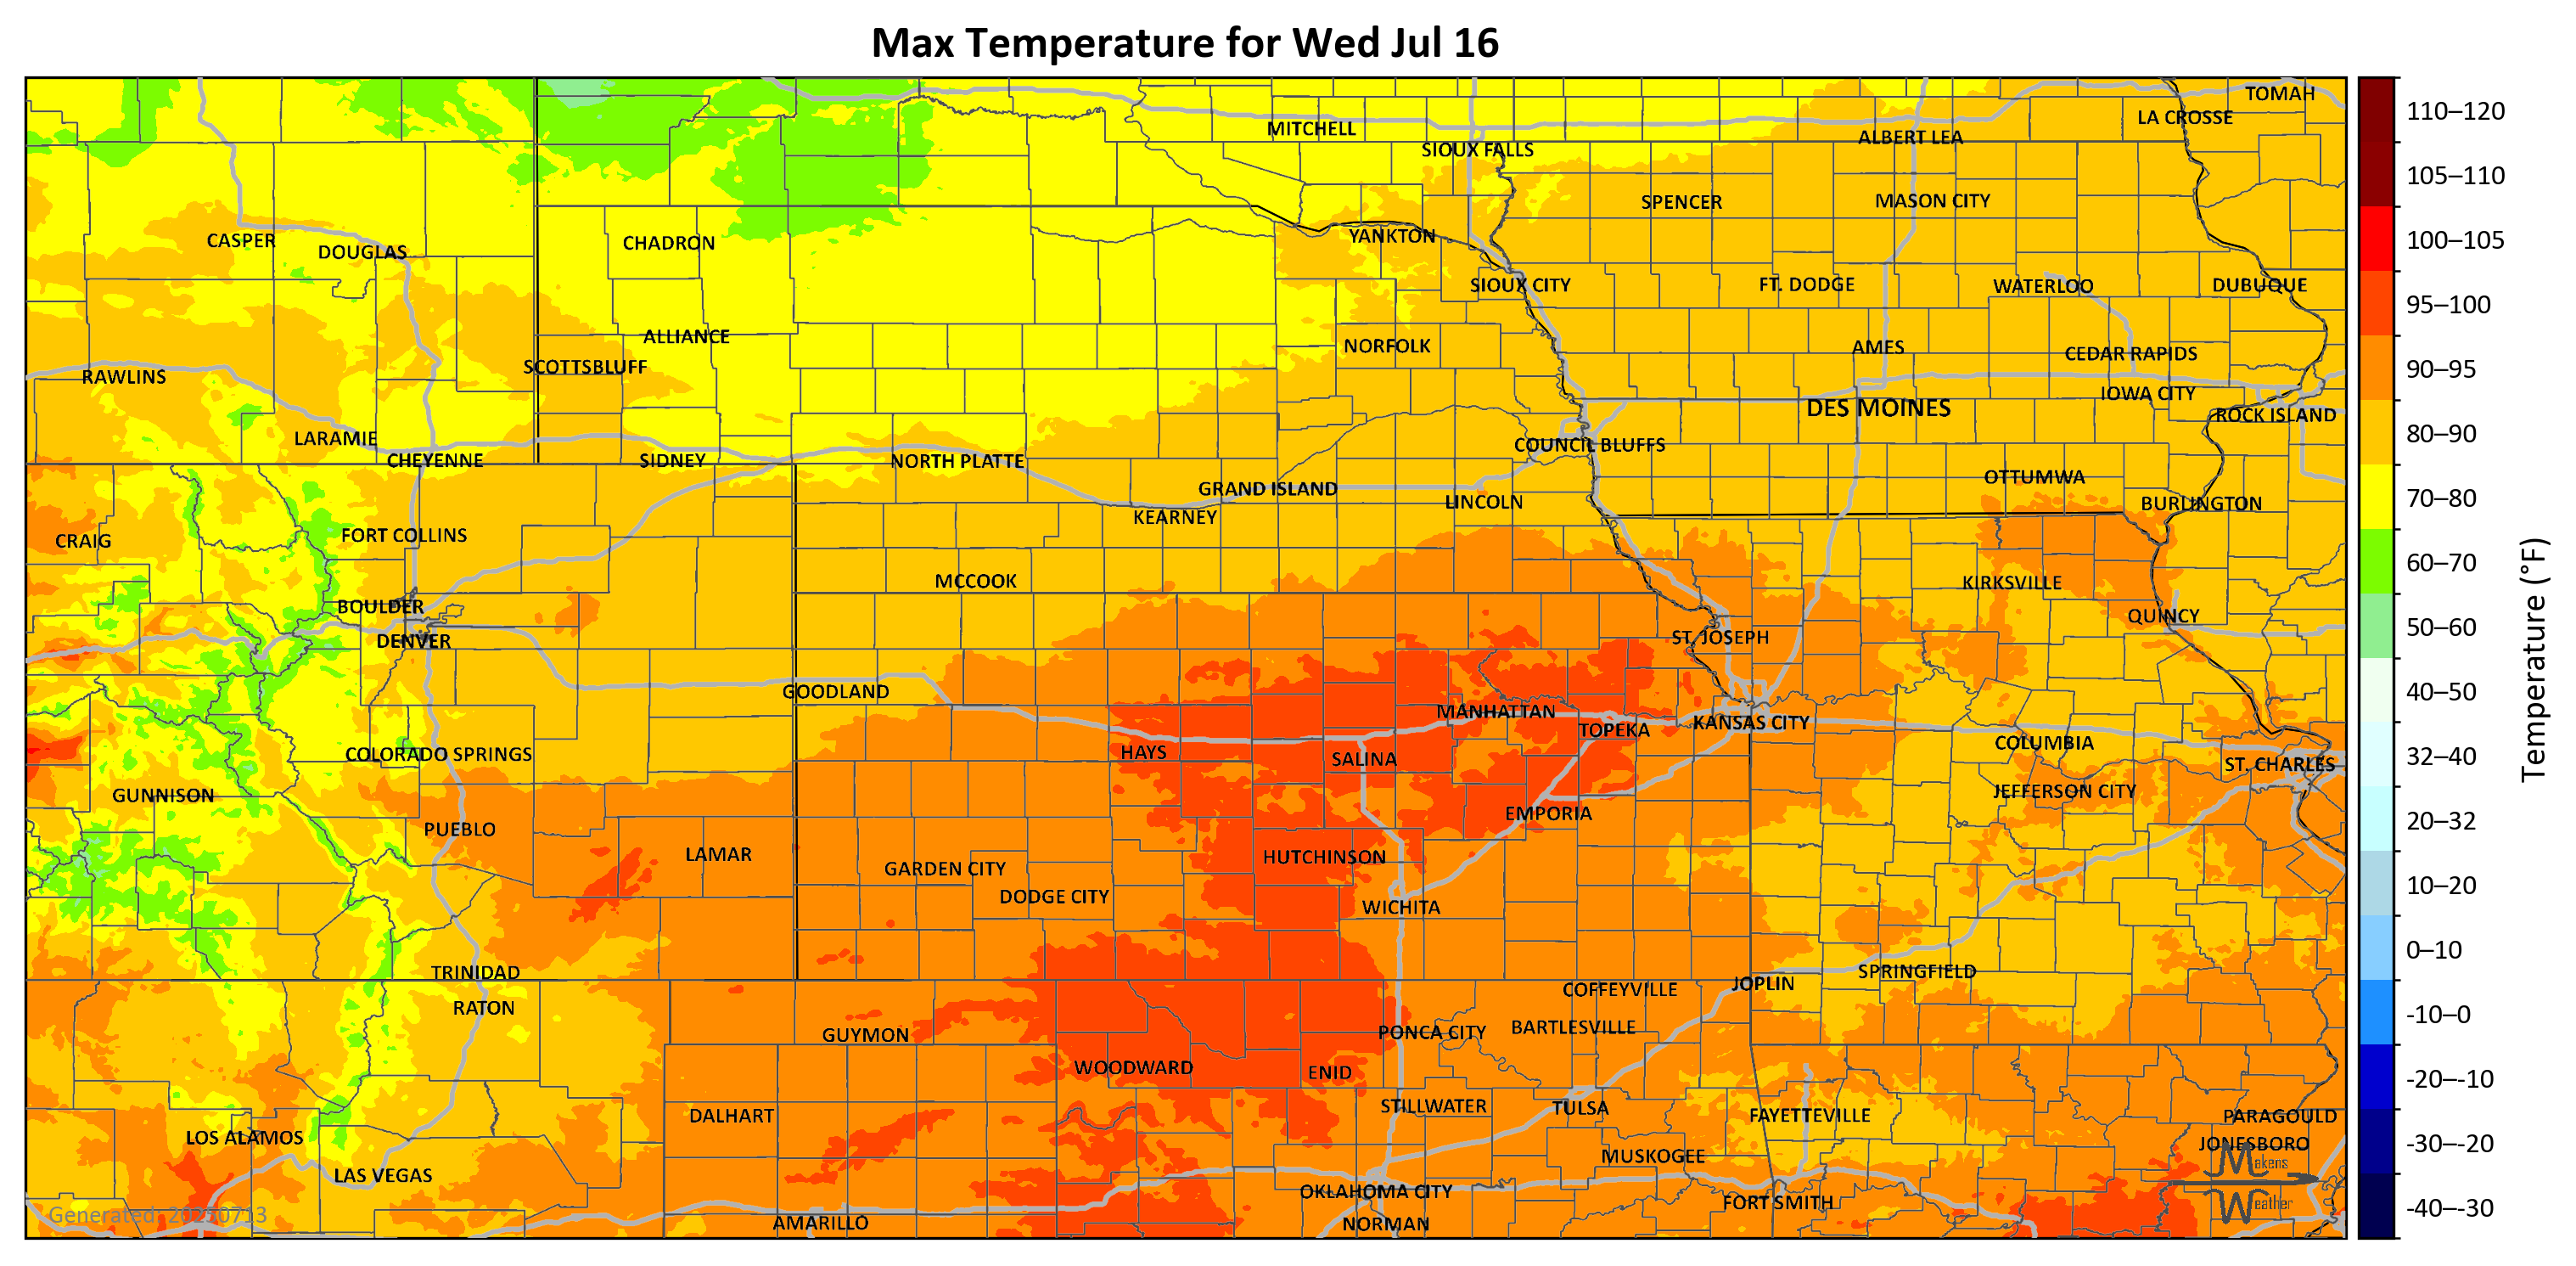 Max Temperature for Wed Jul 16
TOMAH
LA CROSSE
MITCHELL
ALBERT LEA
SIOUX FALLS
SPENCER
MASON CITY
CASPER
DOUGLAS
CHADRON
YANKTON
SIOUX CITY
FT. DODGE
WATERLOO
DUBUQUE
ALLIANCE
NORFOLK
AMES
CEDAR RAPIDS
SCOTTSBLUFF
RAWLINS
IOWA CITY
DES MOINES
ROCK ISLAND
LARAMIE
COUNCIL BLUFFS
CHEYENNE
SIDNEY
NORTH PLATTE
OTTUMWA
GRAND ISLAND
LINCOLN
BURLINGTON
KEARNEY
FORT COLLINS
CRAIG
MCCOOK
KIRKSVILLE
BOULDER
QUINCY
DENVER
ST. JOSEPH
GOODLAND
MANHATTAN
TOPEKA
KANSAS CITY
COLUMBIA
COLORADO SPRINGS
HAYS
SALINA
ST. CHARLES
GUNNISON
JEFFERSON CITY
EMPORIA
PUEBLO
LAMAR
HUTCHINSON
GARDEN CITY
DODGE CITY
WICHITA
TRINIDAD
SPRINGFIELD
JOPLIN
COFFEYVILLE
RATON
GUYMON
PONCA CITY
BARTLESVILLE
WOODWARD
ENID
STILLWATER
TULSA
DALHART
FAYETTEVILLE
PARAGOULD
LOS ALAMOS
JONESBORO
MUSKOGEE
LAS VEGAS
OKLAHOMA CITY
FORT SMITH
AMARILLO
NORMAN
Makens
Weather
Generated: 20250713
110–120
105–110
100–105
95–100
90–95
80–90
70–80
60–70
50–60
40–50
32–40
20–32
10–20
0–10
-10–0
-20–-10
-30–-20
-40–-30
Temperature (°F)